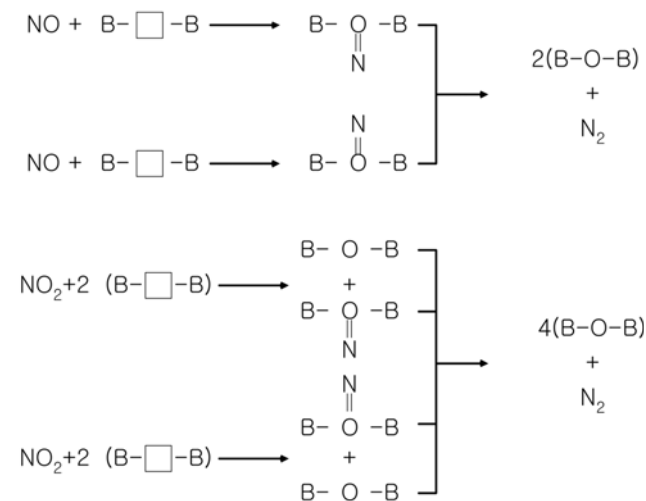 NO + B- □ -B B- O -B
N
2(B-O-B)
+
N₂
N
NO + B- □ -B B- O -B
B- O -B
NO₂+2 (B-□-B) +
B- O -B
N
4(B-O-B)
+
N₂
N
B- O -B
NO₂+2 (B-□-B) +
B- O -B